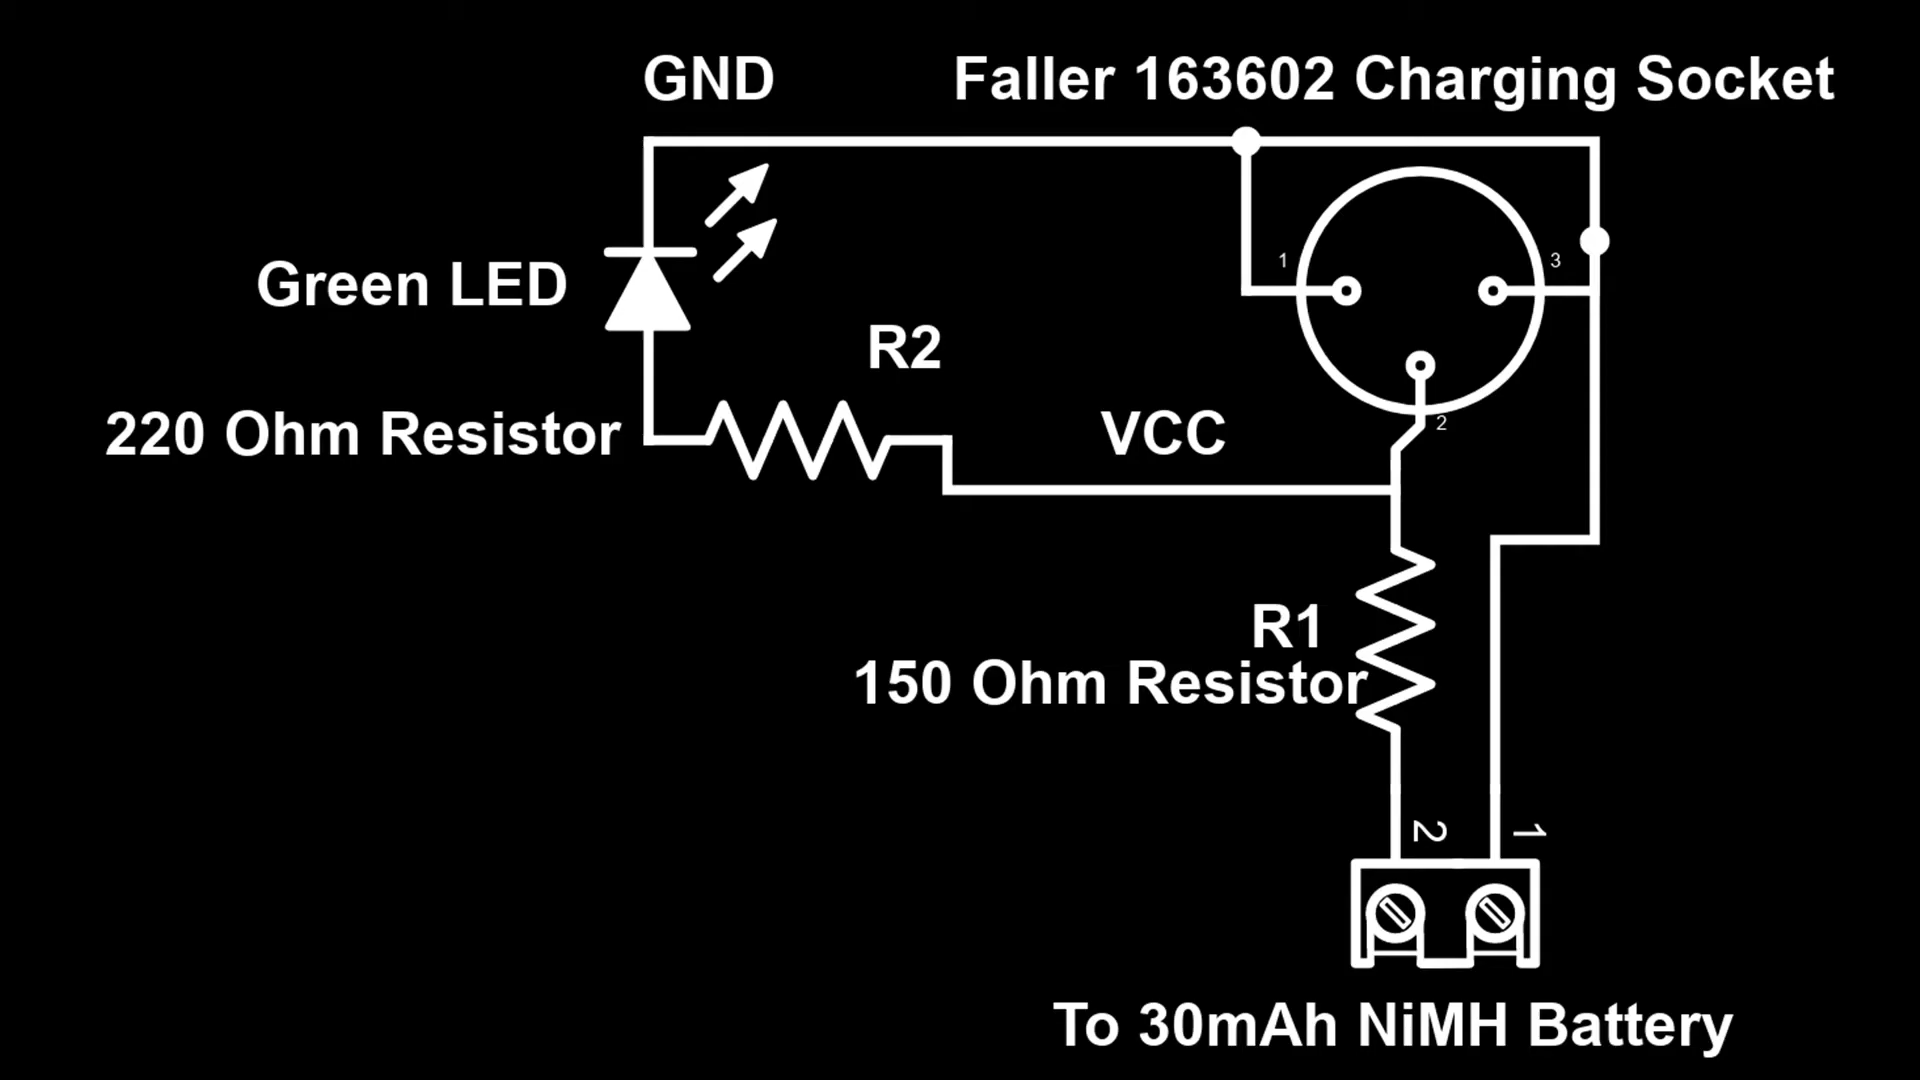 GND
Faller 163602 Charging Socket
1
3
Green LED
R2
220 Ohm Resistor
VCC
2
R1
150 Ohm Resistor
2
1
To 30mAh NiMH Battery